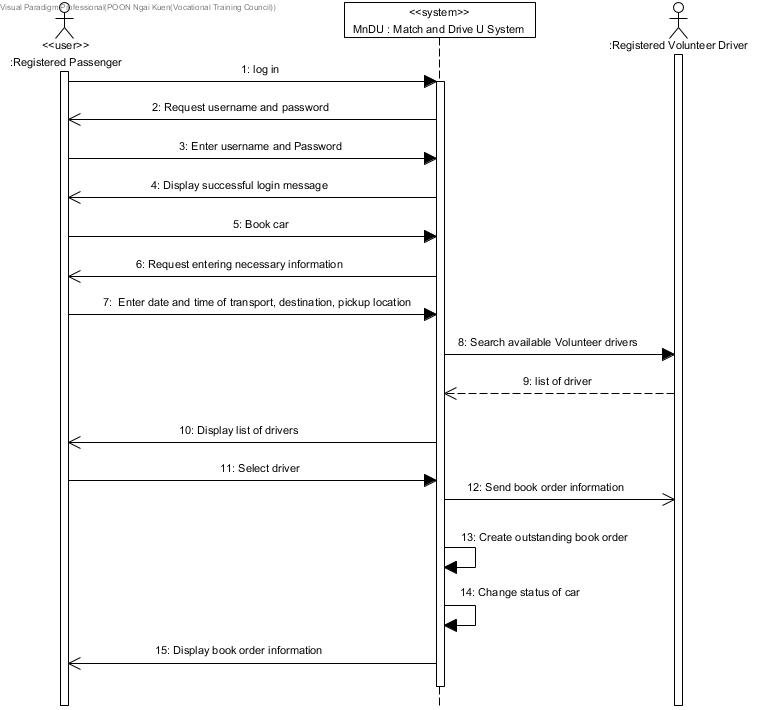 Visual Paradigm Professional(POON Ngai Kuen(Vocational Training Council))
<<user>>
:Registered Passenger
<<system>>
MnDU : Match and Drive U System
:Registered Volunteer Driver
1: log in
2: Request username and password
3: Enter username and Password
4: Display successful login message
5: Book car
6: Request entering necessary information
7:  Enter date and time of transport, destination, pickup location
8: Search available Volunteer drivers
9: list of driver
10: Display list of drivers
11: Select driver
12: Send book order information
13: Create outstanding book order
14: Change status of car
15: Display book order information